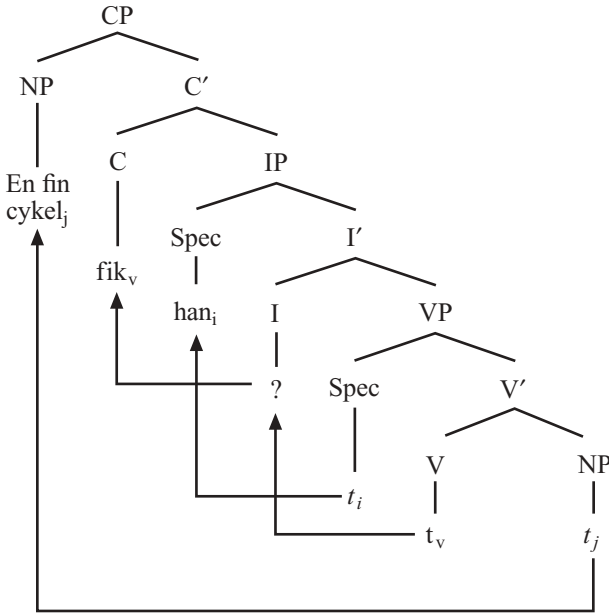 CP
NP
C′
C
IP
En fin
cykelj
Spec
I′
fikv
hani
I
VP
?
Spec
V′
V
NP
ti
tv
tj